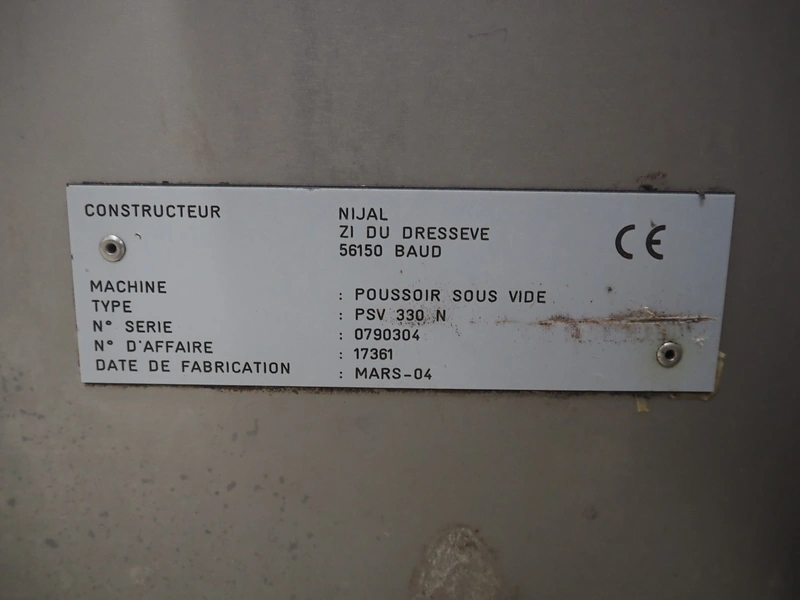 CONSTRUCTEUR NIJAL
ZI DU DRESSEVE
56150 BAUD
CE
MACHINE : POUSSOIR SOUS VIDE
TYPE : PSV 330 N
N° SERIE : 0790304
N° D'AFFAIRE : 17361
DATE DE FABRICATION : MARS-04